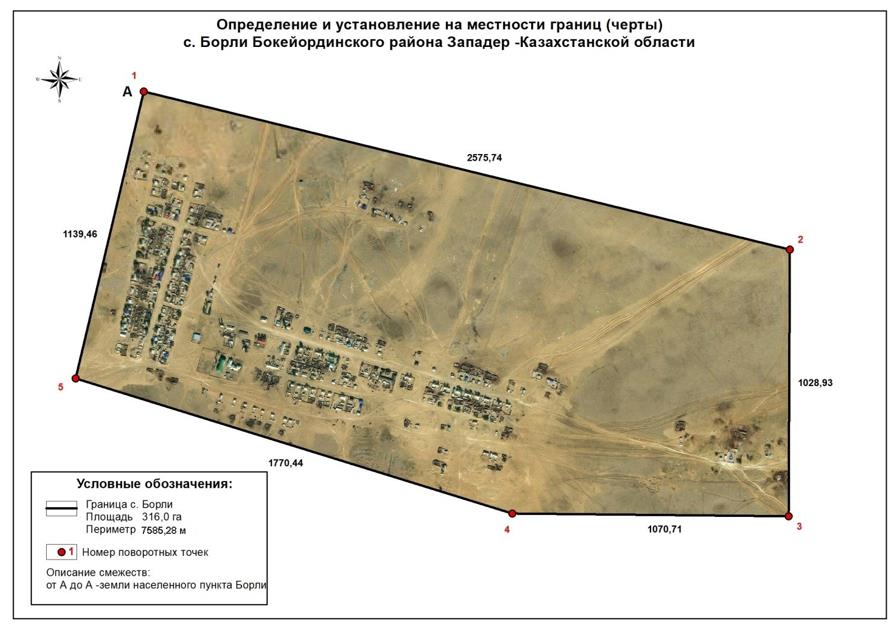 Определение и установление на местности границ (черты)
с. Борли Бокейординского района Западер -Казахстанской области
1
А
2575,74
2
1139,46
1028,93
5
1770,44
4
1070,71
3
Условные обозначения:
Граница с. Борли
Площадь 316,0 га
Периметр 7585,28 м
1 Номер поворотных точек
Описание смежеств:
от А до А -земли населенного пункта Борли